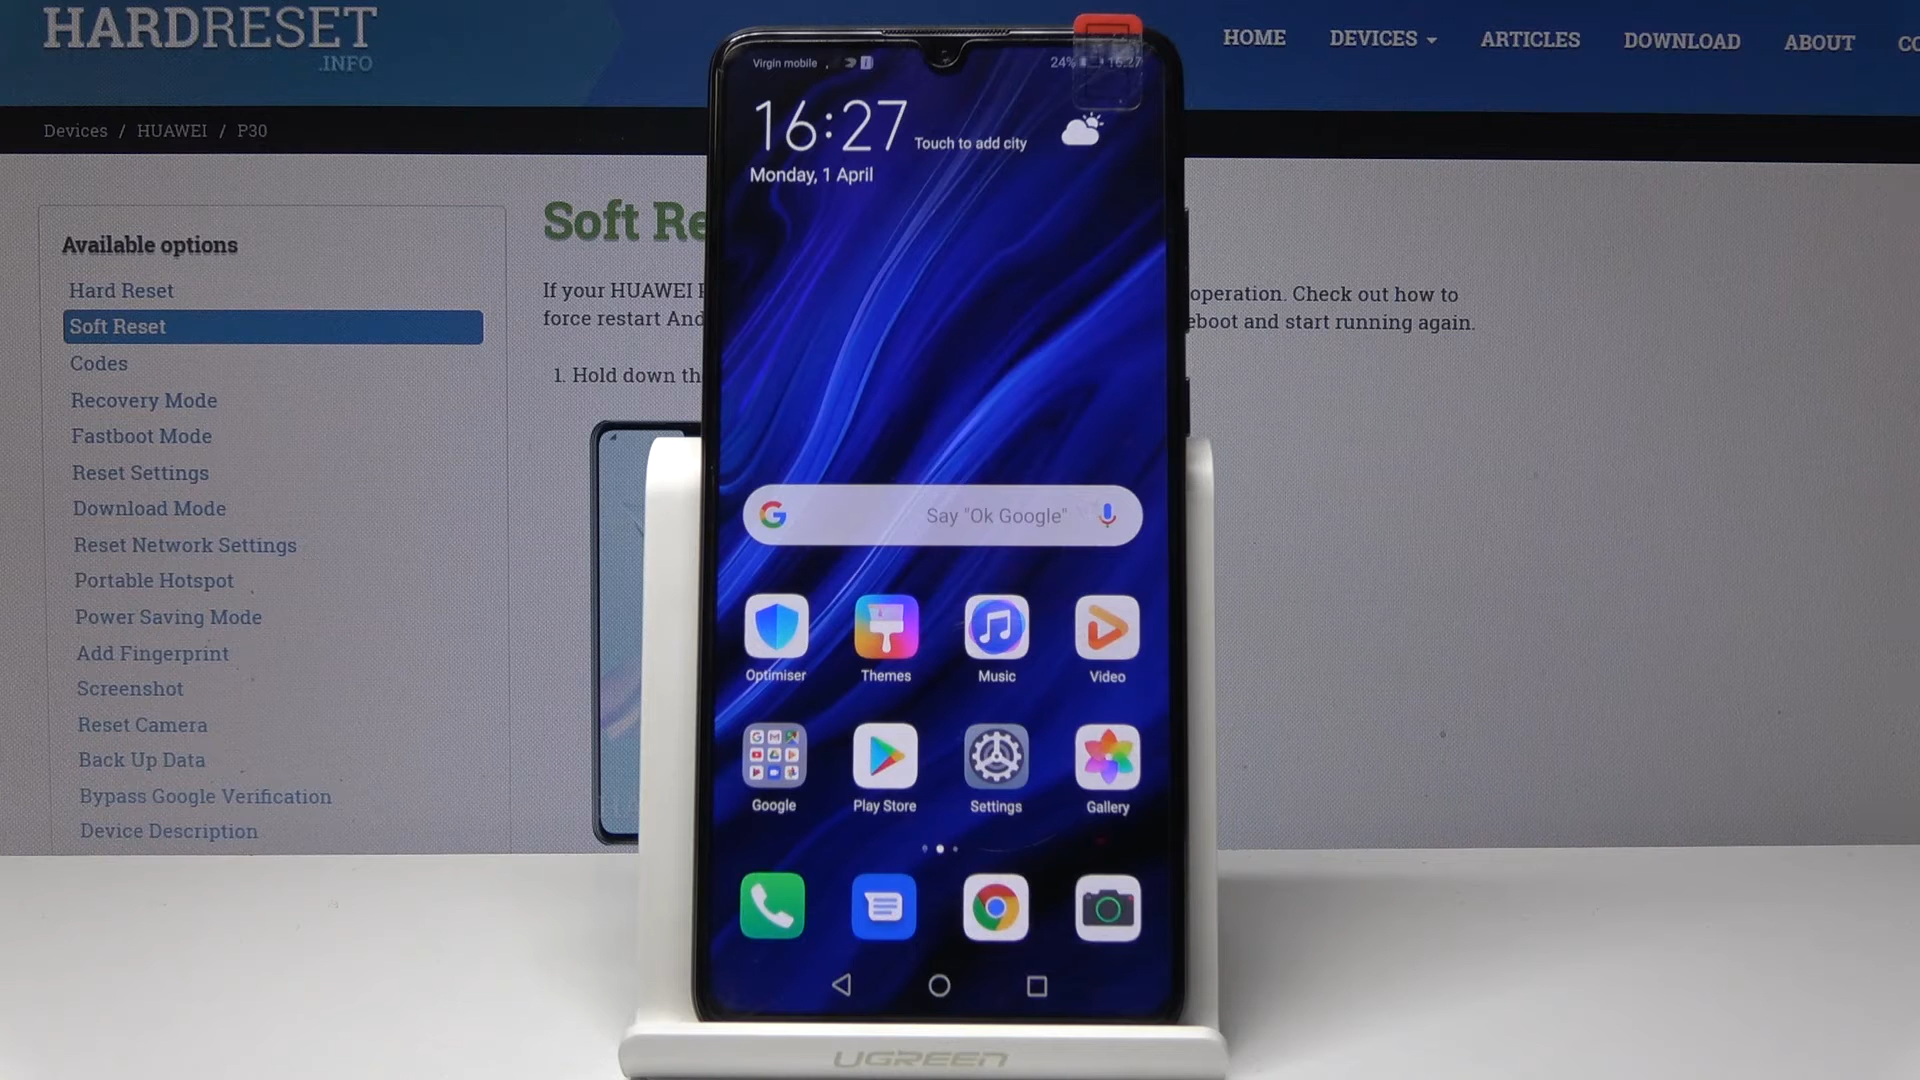 HARDRESET
.INFO
HOME DEVICES ARTICLES DOWNLOAD ABOUT
Devices / HUAWEI / P30
Available options
Hard Reset
Soft Reset
Codes
Recovery Mode
Fastboot Mode
Reset Settings
Download Mode
Reset Network Settings
Portable Hotspot
Power Saving Mode
Add Fingerprint
Screenshot
Reset Camera
Back Up Data
Bypass Google Verification
Device Description
Soft Re
If your HUAWEI operation. Check out how to
force restart And eboot and start running again.
1. Hold down th
Virgin mobile 24% 16:27
16:27 Touch to add city
Monday, 1 April
Say "Ok Google"
Optimiser Themes Music Video
Google Play Store Settings Gallery
UGREEN